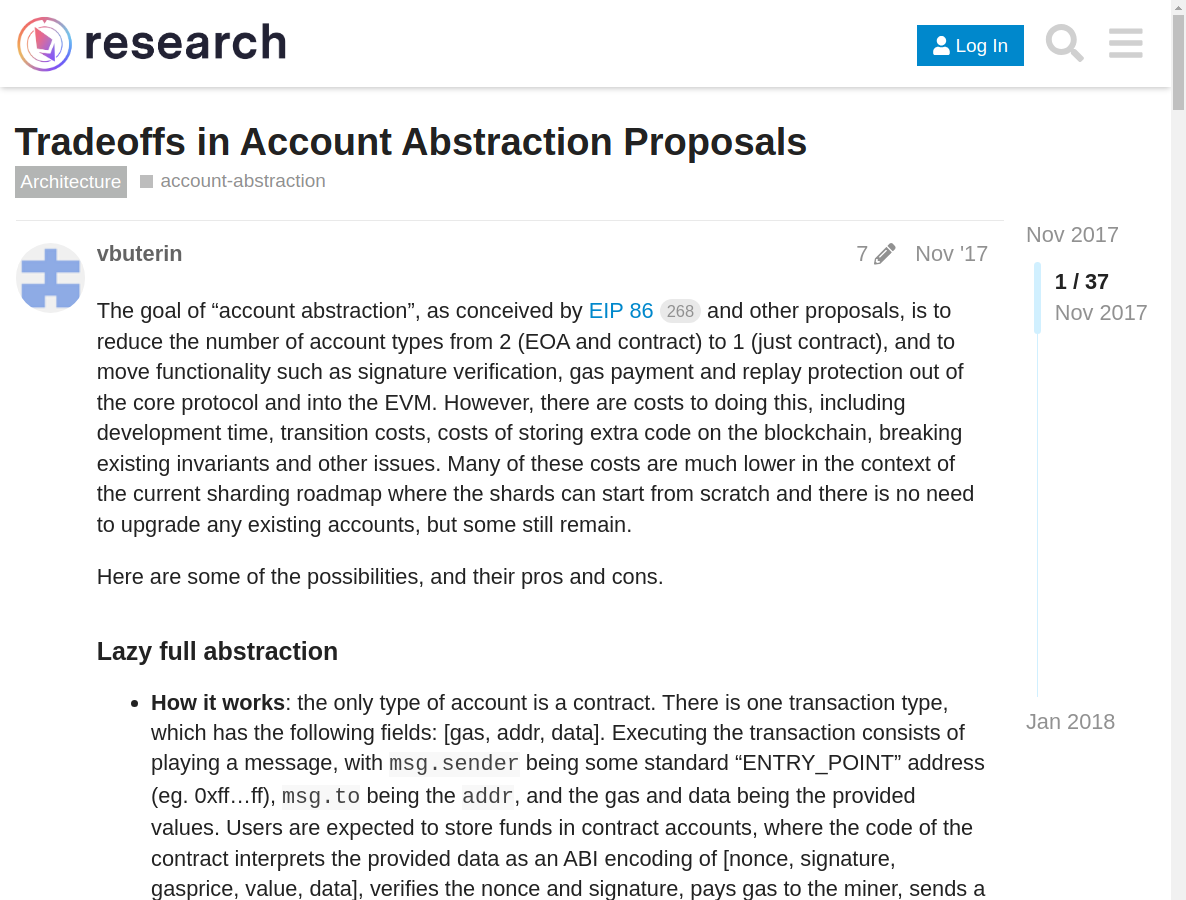 research
Log In
Tradeoffs in Account Abstraction Proposals
Architecture account-abstraction
Nov 2017
1 / 37
Nov 2017
Jan 2018
vbuterin 7 Nov '17
The goal of “account abstraction”, as conceived by EIP 86 268 and other proposals, is to
reduce the number of account types from 2 (EOA and contract) to 1 (just contract), and to
move functionality such as signature verification, gas payment and replay protection out of
the core protocol and into the EVM. However, there are costs to doing this, including
development time, transition costs, costs of storing extra code on the blockchain, breaking
existing invariants and other issues. Many of these costs are much lower in the context of
the current sharding roadmap where the shards can start from scratch and there is no need
to upgrade any existing accounts, but some still remain.
Here are some of the possibilities, and their pros and cons.
Lazy full abstraction
• How it works: the only type of account is a contract. There is one transaction type,
which has the following fields: [gas, addr, data]. Executing the transaction consists of
playing a message, with msg.sender being some standard “ENTRY_POINT” address
(eg. 0xff…ff), msg.to being the addr, and the gas and data being the provided
values. Users are expected to store funds in contract accounts, where the code of the
contract interprets the provided data as an ABI encoding of [nonce, signature,
gasprice, value, data], verifies the nonce and signature, pays gas to the miner, sends a